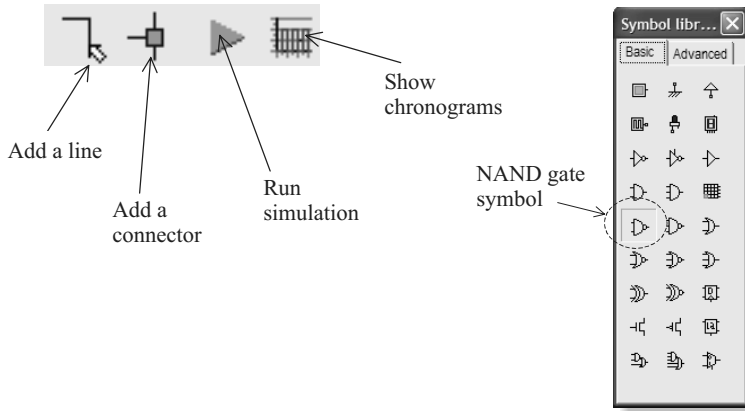 Add a line
Add a
connector
Run
simulation
Show
chronograms
NAND gate
symbol
Symbol libr...
Basic
Advanced